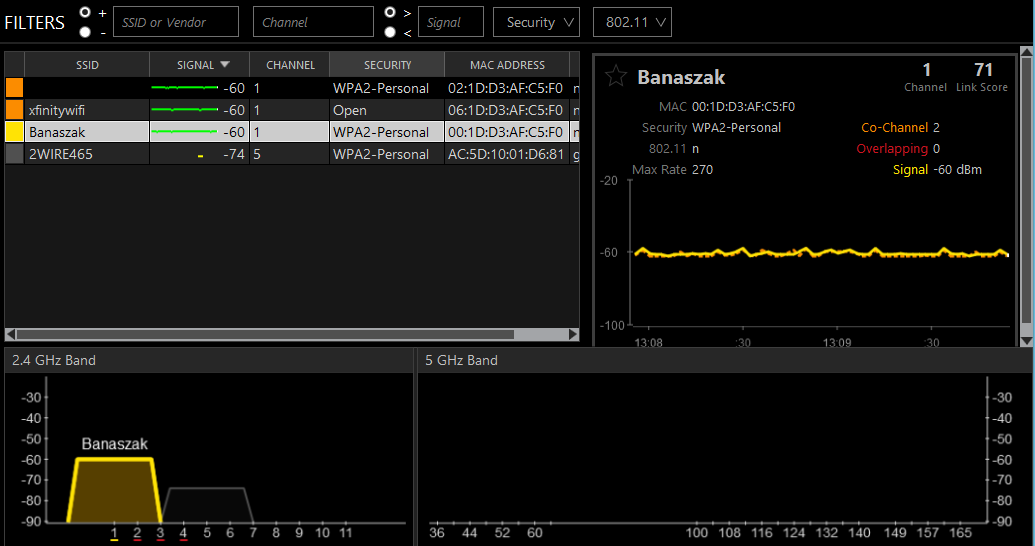 FILTERS + - SSID or Vendor Channel > < Signal Security 802.11
SSID SIGNAL CHANNEL SECURITY MAC ADDRESS
-60 1 WPA2-Personal 02:1D:D3:AF:C5:F0 n
xfinitywifi -60 1 Open 06:1D:D3:AF:C5:F0 n
Banaszak -60 1 WPA2-Personal 00:1D:D3:AF:C5:F0 n
2WIRE465 -74 5 WPA2-Personal AC:5D:10:01:D6:81 g
Banaszak 1 71
Channel Link Score
MAC 00:1D:D3:AF:C5:F0
Security WPA2-Personal Co-Channel 2
802.11 n Overlapping 0
Max Rate 270 Signal -60 dBm
-20
-60
-100
13:08 :30 13:09 :30
2.4 GHz Band
-30
-40
-50
Banaszak
-60
-70
-80
-90
1 2 3 4 5 6 7 8 9 10 11
5 GHz Band
-30
-40
-50
-60
-70
-80
-90
36 44 52 60 100 108 116 124 132 140 149 157 165